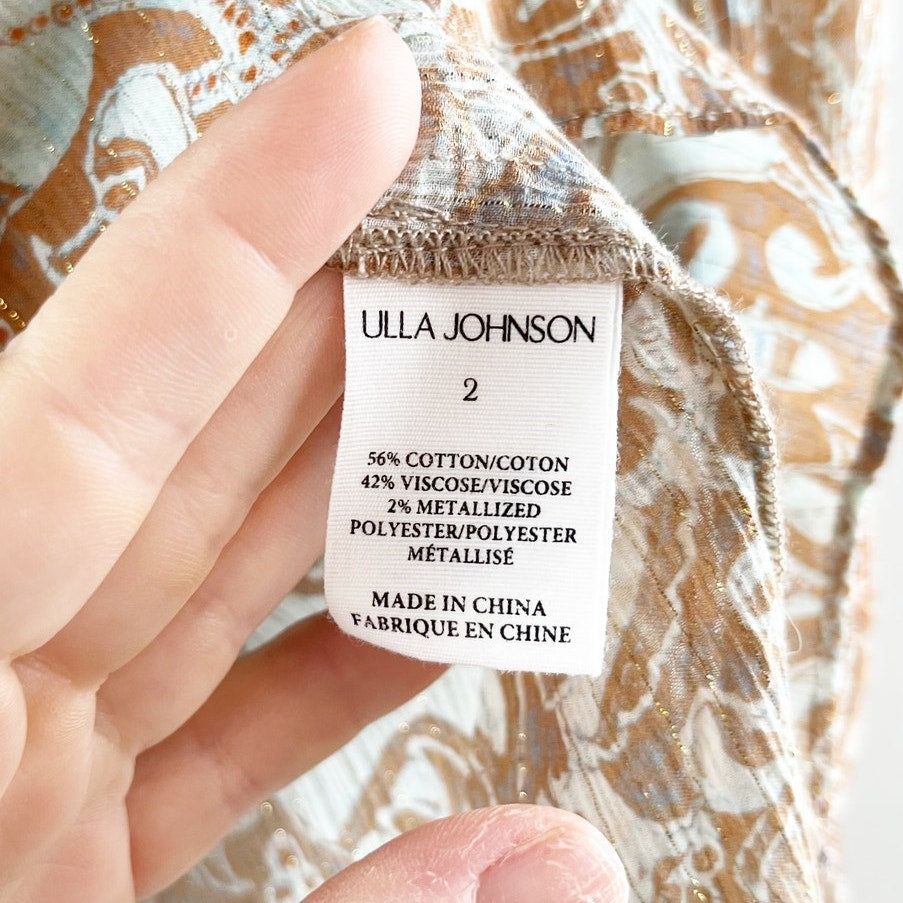 ULLA JOHNSON
2
56% COTTON/COTON
42% VISCOSE/VISCOSE
2% METALLIZED
POLYESTER/POLYESTER
MÉTALLISÉ
MADE IN CHINA
FABRIQUE EN CHINE